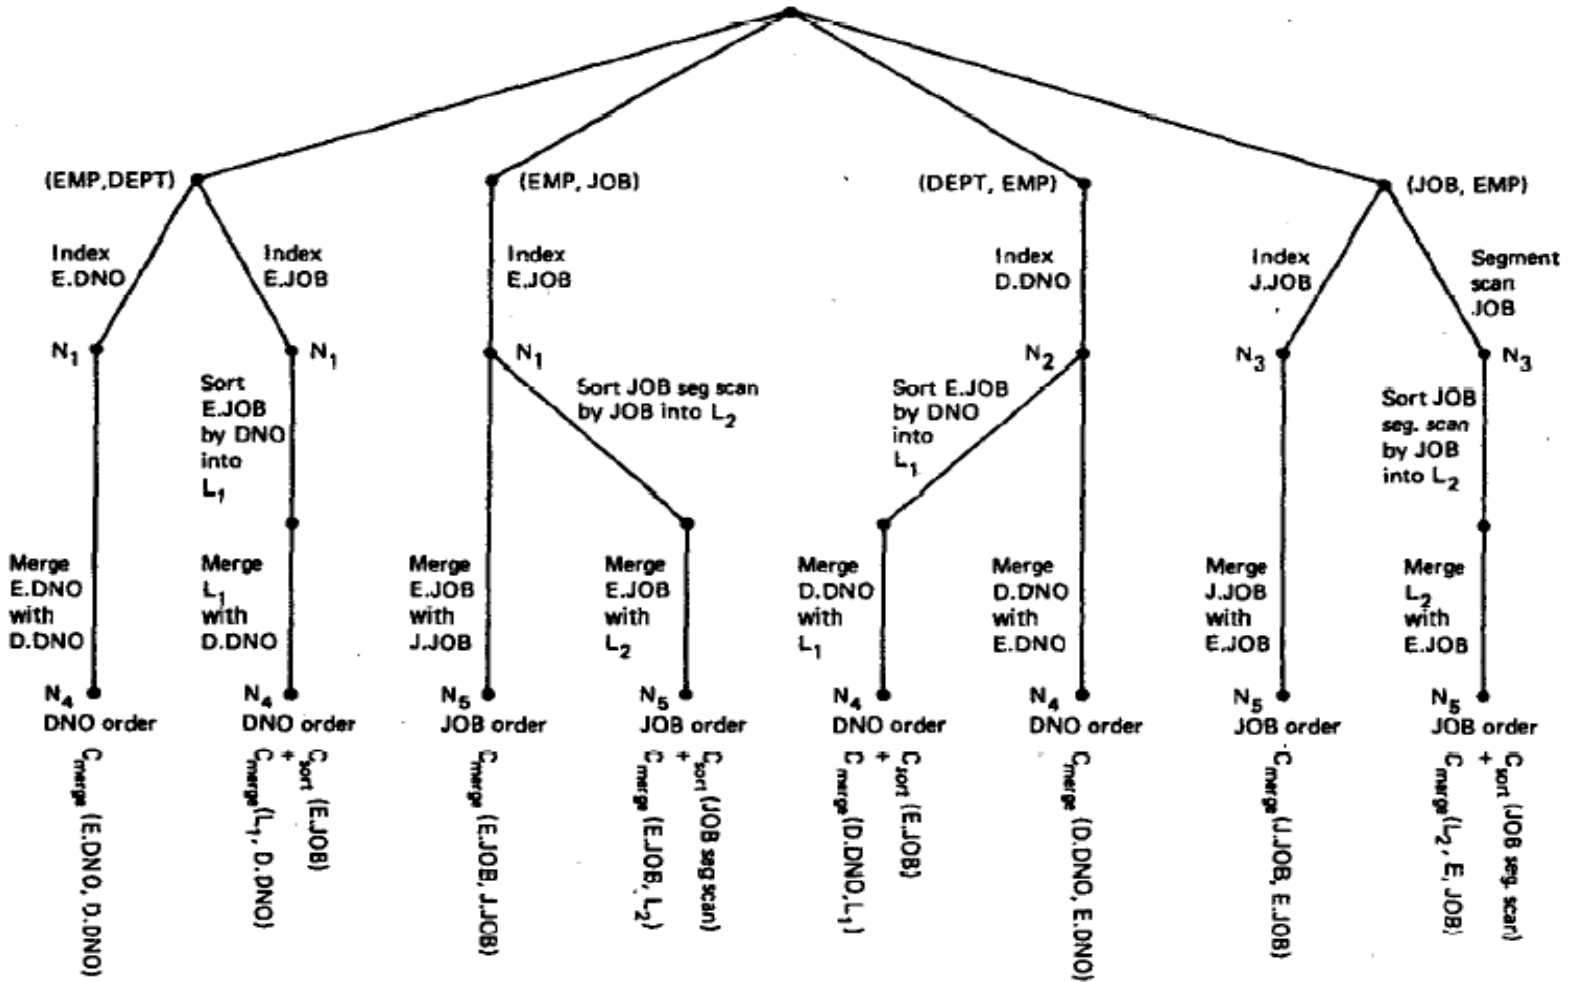 (EMP,DEPT)
(EMP, JOB)
(DEPT, EMP)
(JOB, EMP)
Index
E.DNO
Index
E.JOB
Index
E.JOB
Index
D.DNO
Index
J.JOB
Segment
scan
JOB
N1
N1
N1
N2
N3
N3
Sort
E.JOB
by DNO
into
L1
Sort JOB seg scan
by JOB into L2
Sort E.JOB
by DNO
into
L1
Sort JOB
seg. scan
by JOB
into L2
Merge
E.DNO
with
D.DNO
Merge
L1
with
D.DNO
Merge
E.JOB
with
J.JOB
Merge
E.JOB
with
L2
Merge
D.DNO
with
L1
Merge
D.DNO
with
E.DNO
Merge
J.JOB
with
E.JOB
Merge
L2
with
E.JOB
N4
DNO order
N4
DNO order
N5
JOB order
N5
JOB order
N4
DNO order
N4
DNO order
N5
JOB order
N5
JOB order
Cmerge (E.DNO, D.DNO)
Csort (E.JOB)
+
Cmerge(L1, D.DNO)
Cmerge (E.JOB, J.JOB)
Csort (JOB seg scan)
+
Cmerge (E.JOB, L2)
Csort (E.JOB)
+
Cmerge (D.DNO,L1)
Cmerge (D.DNO, E.DNO)
Cmerge (J.JOB, E.JOB)
Csort (JOB seg. scan)
+
Cmerge (L2, E, JOB)